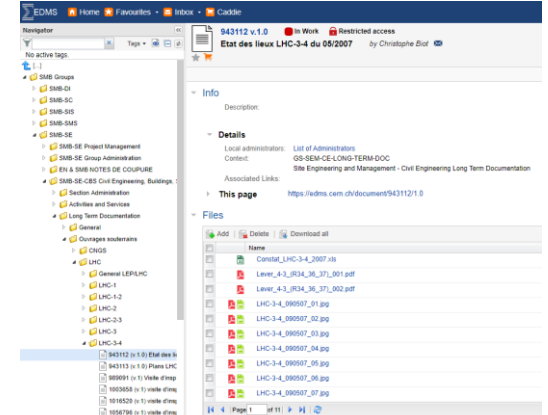 EDMS Home Favourites Inbox Caddie
Navigator
Tags
No active tags
[...]
SMB Groups
SMB-DI
SMB-SC
SMB-SIS
SMB-SMS
SMB-SE
SMB-SE Project Management
SMB-SE Group Administration
EN & SMB NOTES DE COUPURE
SMB-SE-CBS Civil Engineering, Buildings,
Section Administration
Activities and Services
Long Term Documentation
General
Ouvrages souterrains
CNGS
LHC
General LEP/LHC
LHC-1
LHC-1-2
LHC-2
LHC-2-3
LHC-3
LHC-3-4
943112 (v.1.0) Etat des lie
943113 (v.1.0) Plans LHC
989691 (v.1) Visite d'insp
1003658 (v.1) visite d'insp
1016520 (v.1) visite d'insp
1056796 (v.1) visite d'insp
943112 v.1.0 In Work Restricted access
Etat des lieux LHC-3-4 du 05/2007 by Christophe Biot
Info
Description:
Details
Local administrators: List of Administrators
Context: GS-SEM-CE-LONG-TERM-DOC
Site Engineering and Management - Civil Engineering Long Term Documentation
Associated Links:
This page https://edms.cern.ch/document/943112/1.0
Files
Add Delete Download all
Name
Constat_LHC-3-4_2007.xls
Lever_4-3_(R34_36_37)_001.pdf
Lever_4-3_(R34_36_37)_002.pdf
LHC-3-4_090507_01.jpg
LHC-3-4_090507_02.jpg
LHC-3-4_090507_03.jpg
LHC-3-4_090507_04.jpg
LHC-3-4_090507_05.jpg
LHC-3-4_090507_06.jpg
LHC-3-4_090507_07.jpg
Page 1 of 11